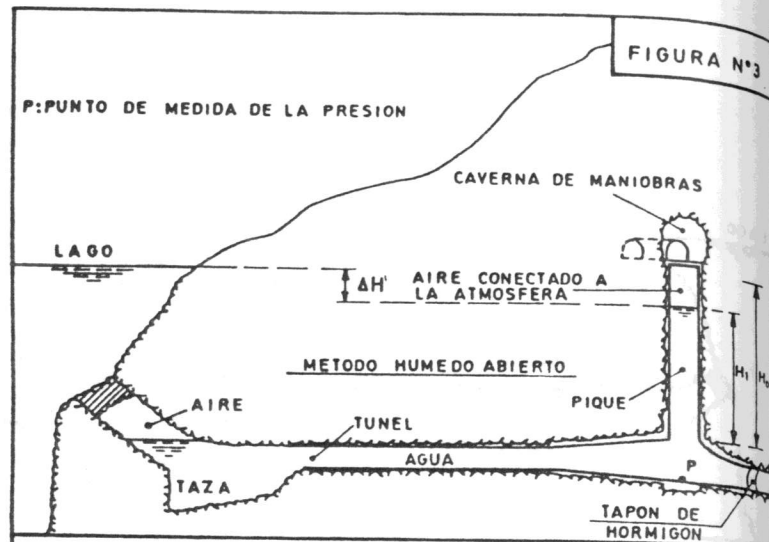 FIGURA N°3
P:PUNTO DE MEDIDA DE LA PRESION
CAVERNA DE MANIOBRAS
LAGO
ΔH'
AIRE CONECTADO A
LA ATMOSFERA
METODO HUMEDO ABIERTO
H1
H0
AIRE
PIQUE
TUNEL
AGUA
P
TAZA
TAPON DE
HORMIGON